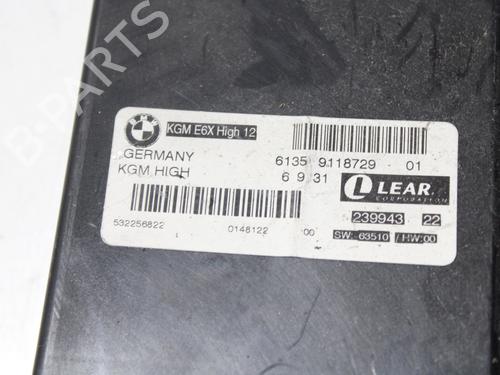 B-PARTS
BMW
KGM E6X High 12
GERMANY
6135 9118729 01
KGM HIGH
6 9 31
LEAR
CORPORATION
239943 22
532256822
0148122
00
SW: 63510 / HW:00